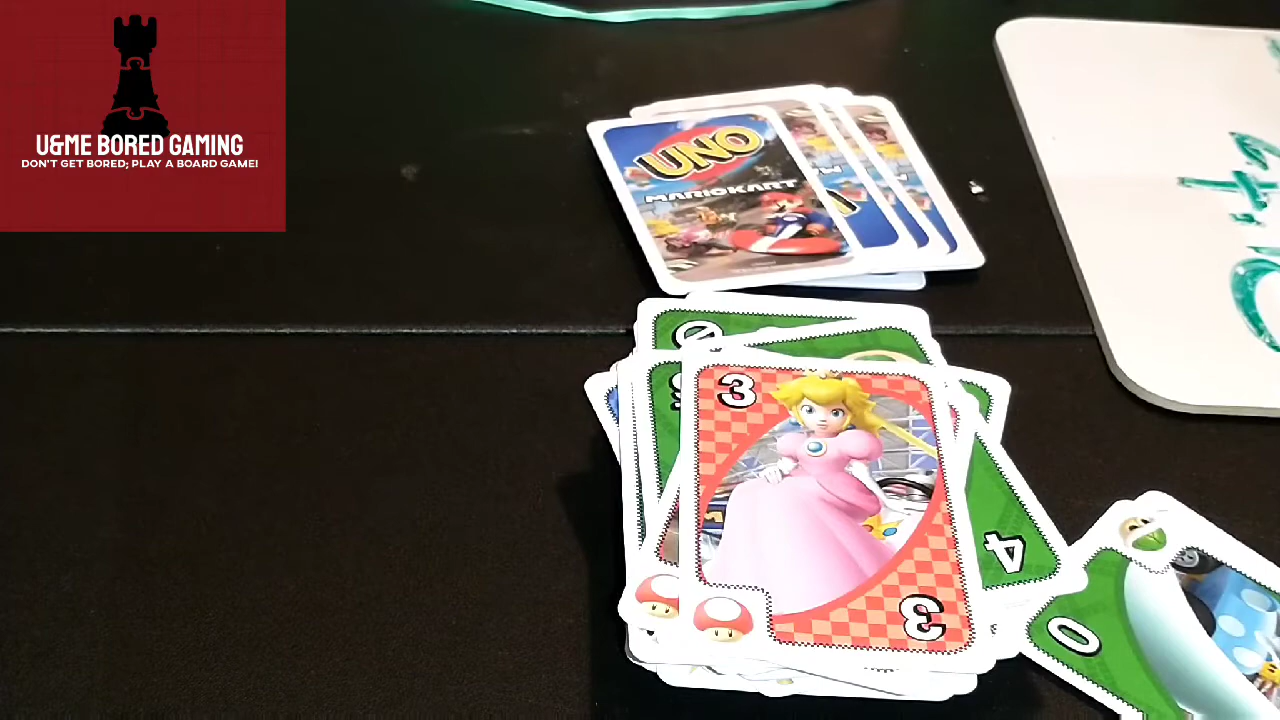 U&ME BORED GAMING
DON'T GET BORED; PLAY A BOARD GAME!
UNO
MARIOKART
3
4
3
0